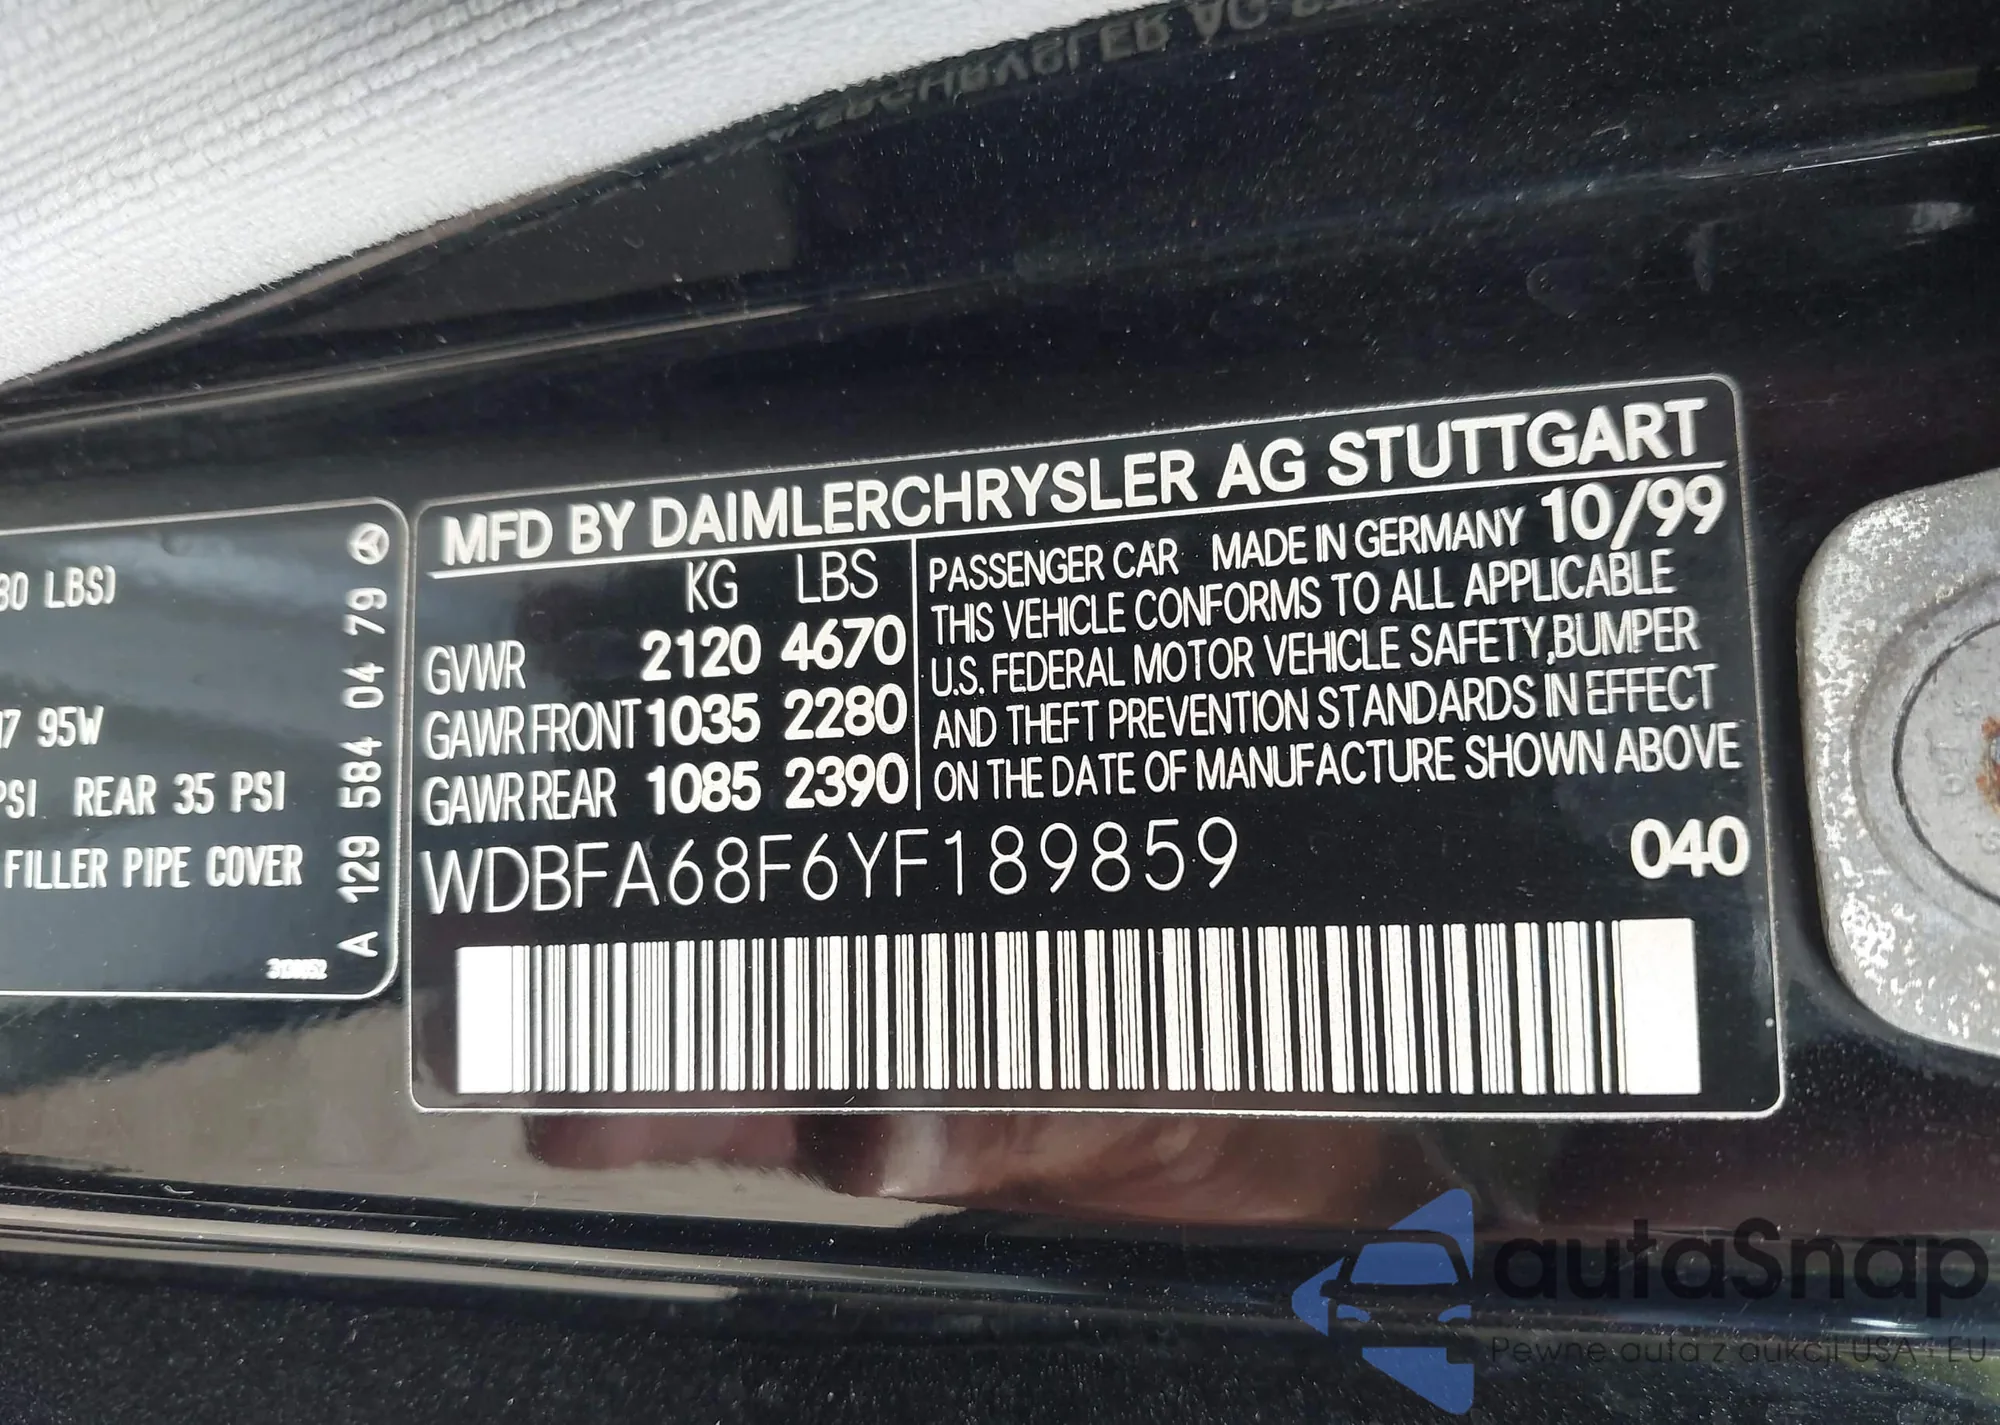 MFD BY DAIMLERCHRYSLER AG STUTTGART
KG LBS
GVWR 2120 4670
GAWR FRONT 1035 2280
GAWR REAR 1085 2390
PASSENGER CAR MADE IN GERMANY 10/99
THIS VEHICLE CONFORMS TO ALL APPLICABLE
U.S. FEDERAL MOTOR VEHICLE SAFETY,BUMPER
AND THEFT PREVENTION STANDARDS IN EFFECT
ON THE DATE OF MANUFACTURE SHOWN ABOVE
WDBFA68F6YF189859
040
LBS)
95W
PSI REAR 35 PSI
FILLER PIPE COVER
A 129 584 04 79
autaSnap
Pewne auta z aukcji USA i EU